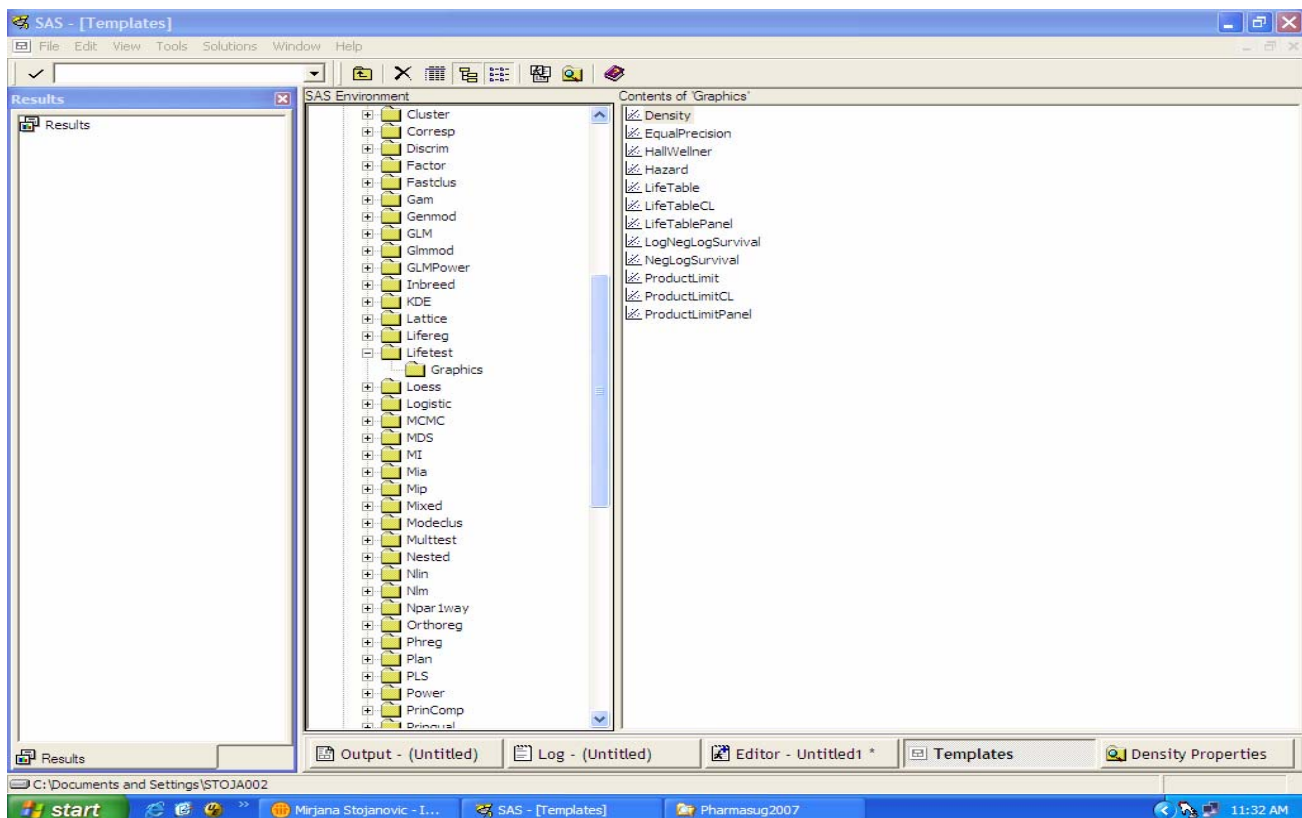 SAS - [Templates]
File Edit View Tools Solutions Window Help
Results
SAS Environment
Contents of 'Graphics'
Results
Cluster
Corresp
Discrim
Factor
Fastclus
Gam
Genmod
GLM
Glmmod
GLMPower
Inbreed
KDE
Lattice
Lifereg
Lifetest
Graphics
Loess
Logistic
MCMC
MDS
MI
Mia
Mip
Mixed
Modeclus
Multtest
Nested
Nlin
Nlm
Npar1way
Orthoreg
Phreg
Plan
PLS
Power
PrinComp
Prinqual
Density
EqualPrecision
HallWellner
Hazard
LifeTable
LifeTableCL
LifeTablePanel
LogNegLogSurvival
NegLogSurvival
ProductLimit
ProductLimitCL
ProductLimitPanel
Results
Output - (Untitled)
Log - (Untitled)
Editor - Untitled1 *
Templates
Density Properties
C:\Documents and Settings\STOJA002
start
Mirjana Stojanovic - I...
SAS - [Templates]
Pharmasug2007
11:32 AM